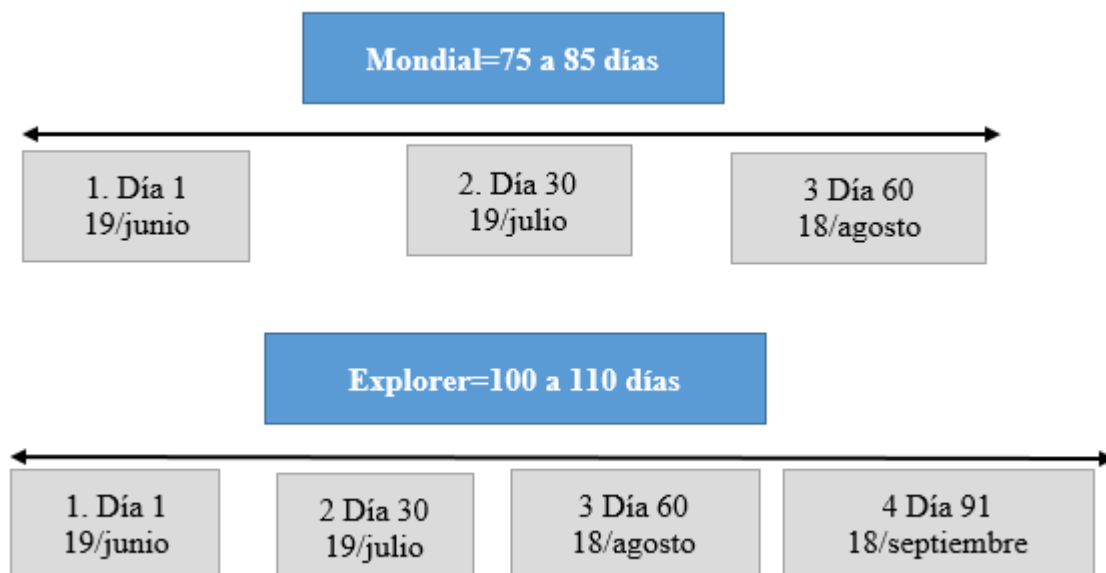 Mondial=75 a 85 días
1. Día 1
19/junio
2. Día 30
19/julio
3 Día 60
18/agosto
Explorer=100 a 110 días
1. Día 1
19/junio
2 Día 30
19/julio
3 Día 60
18/agosto
4 Día 91
18/septiembre